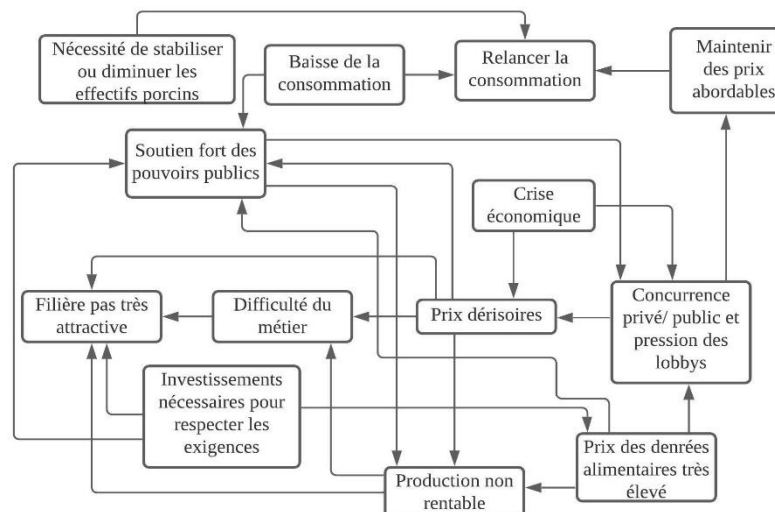 Nécessité de stabiliser
ou diminuer les
effectifs porcins
Baisse de la
consommation
Relancer la
consommation
Maintenir
des prix
abordables
Soutien fort des
pouvoirs publics
Crise
économique
Filière pas très
attractive
Difficulté du
métier
Prix dérisoires
Concurrence
privé/ public et
pression des
lobbys
Investissements
nécessaires pour
respecter les
exigences
Prix des denrées
alimentaires très
élevé
Production non
rentable